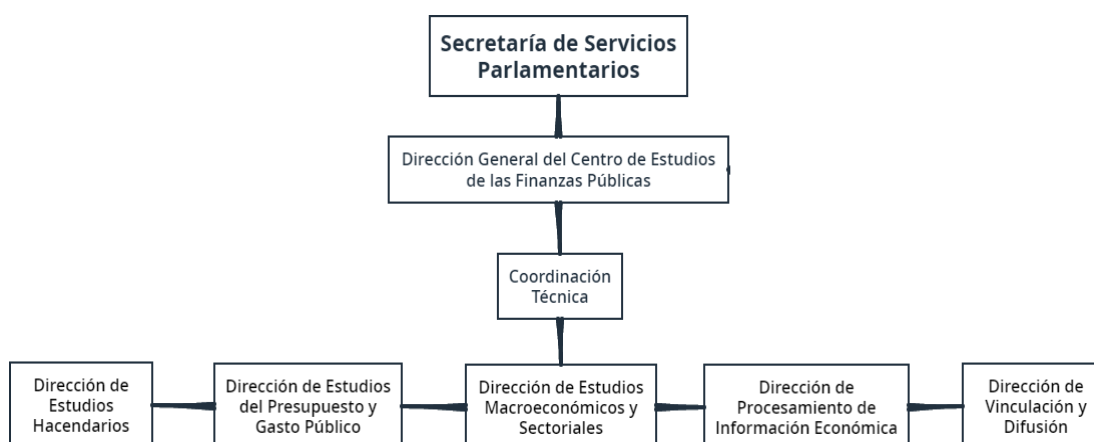 Secretaría de Servicios
Parlamentarios
Dirección General del Centro de Estudios
de las Finanzas Públicas
Coordinación
Técnica
Dirección de
Estudios
Hacendarios
Dirección de Estudios
del Presupuesto y
Gasto Público
Dirección de Estudios
Macroeconómicos y
Sectoriales
Dirección de
Procesamiento de
Información Económica
Dirección de
Vinculación y
Difusión